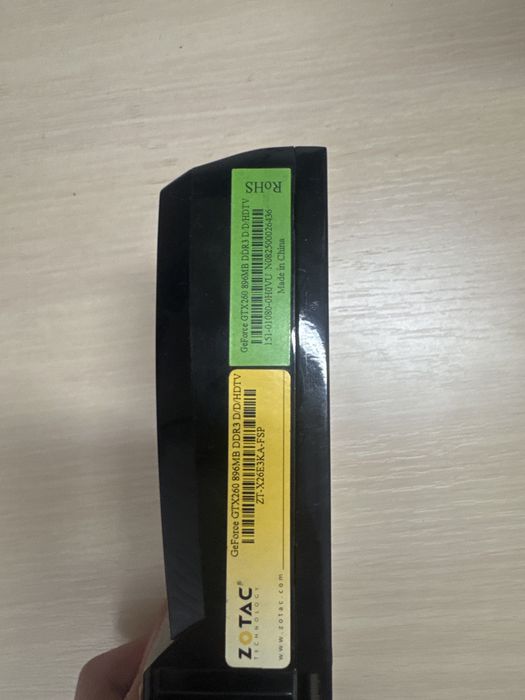 RoHS
GeForce GTX260 896MB DDR3 D/D/HDTV
151-01080-0H0VU N082500026436
Made in China
GeForce GTX260 896MB DDR3 D/D/HDTV
ZT-X26E3KA-FSP
ZOTAC®
TECHNOLOGY
www.zotac.com